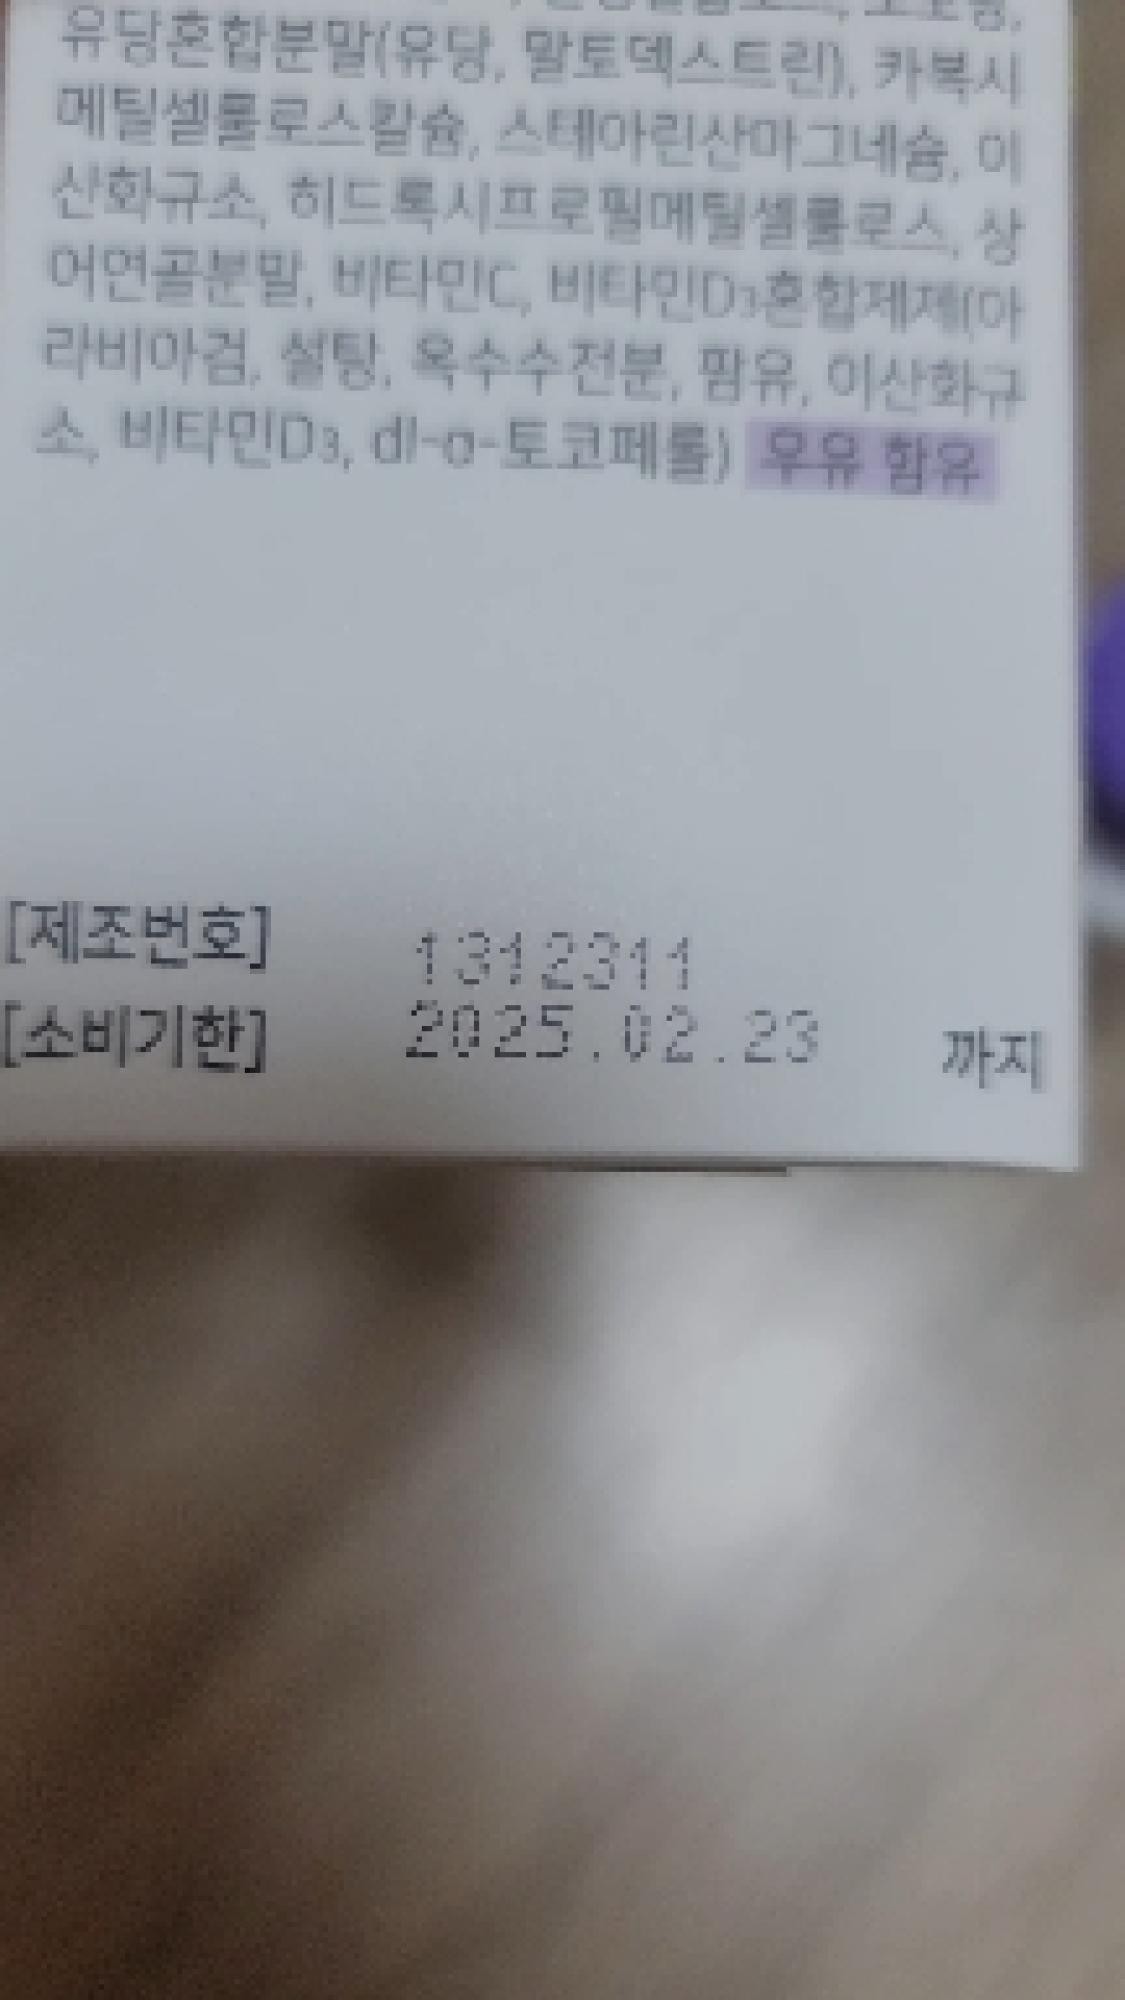 유당혼합분말(유당, 말토덱스트린), 카복시
메틸셀룰로스칼슘, 스테아린산마그네슘, 이
산화규소, 히드록시프로필메틸셀룰로스, 상
어연골분말, 비타민C, 비타민D3혼합제제(아
라비아검, 설탕, 옥수수전분, 팜유, 이산화규
소, 비타민D3, dl-α-토코페롤) 우유 함유
[제조번호] 1312311
[소비기한] 2025.02.23 까지